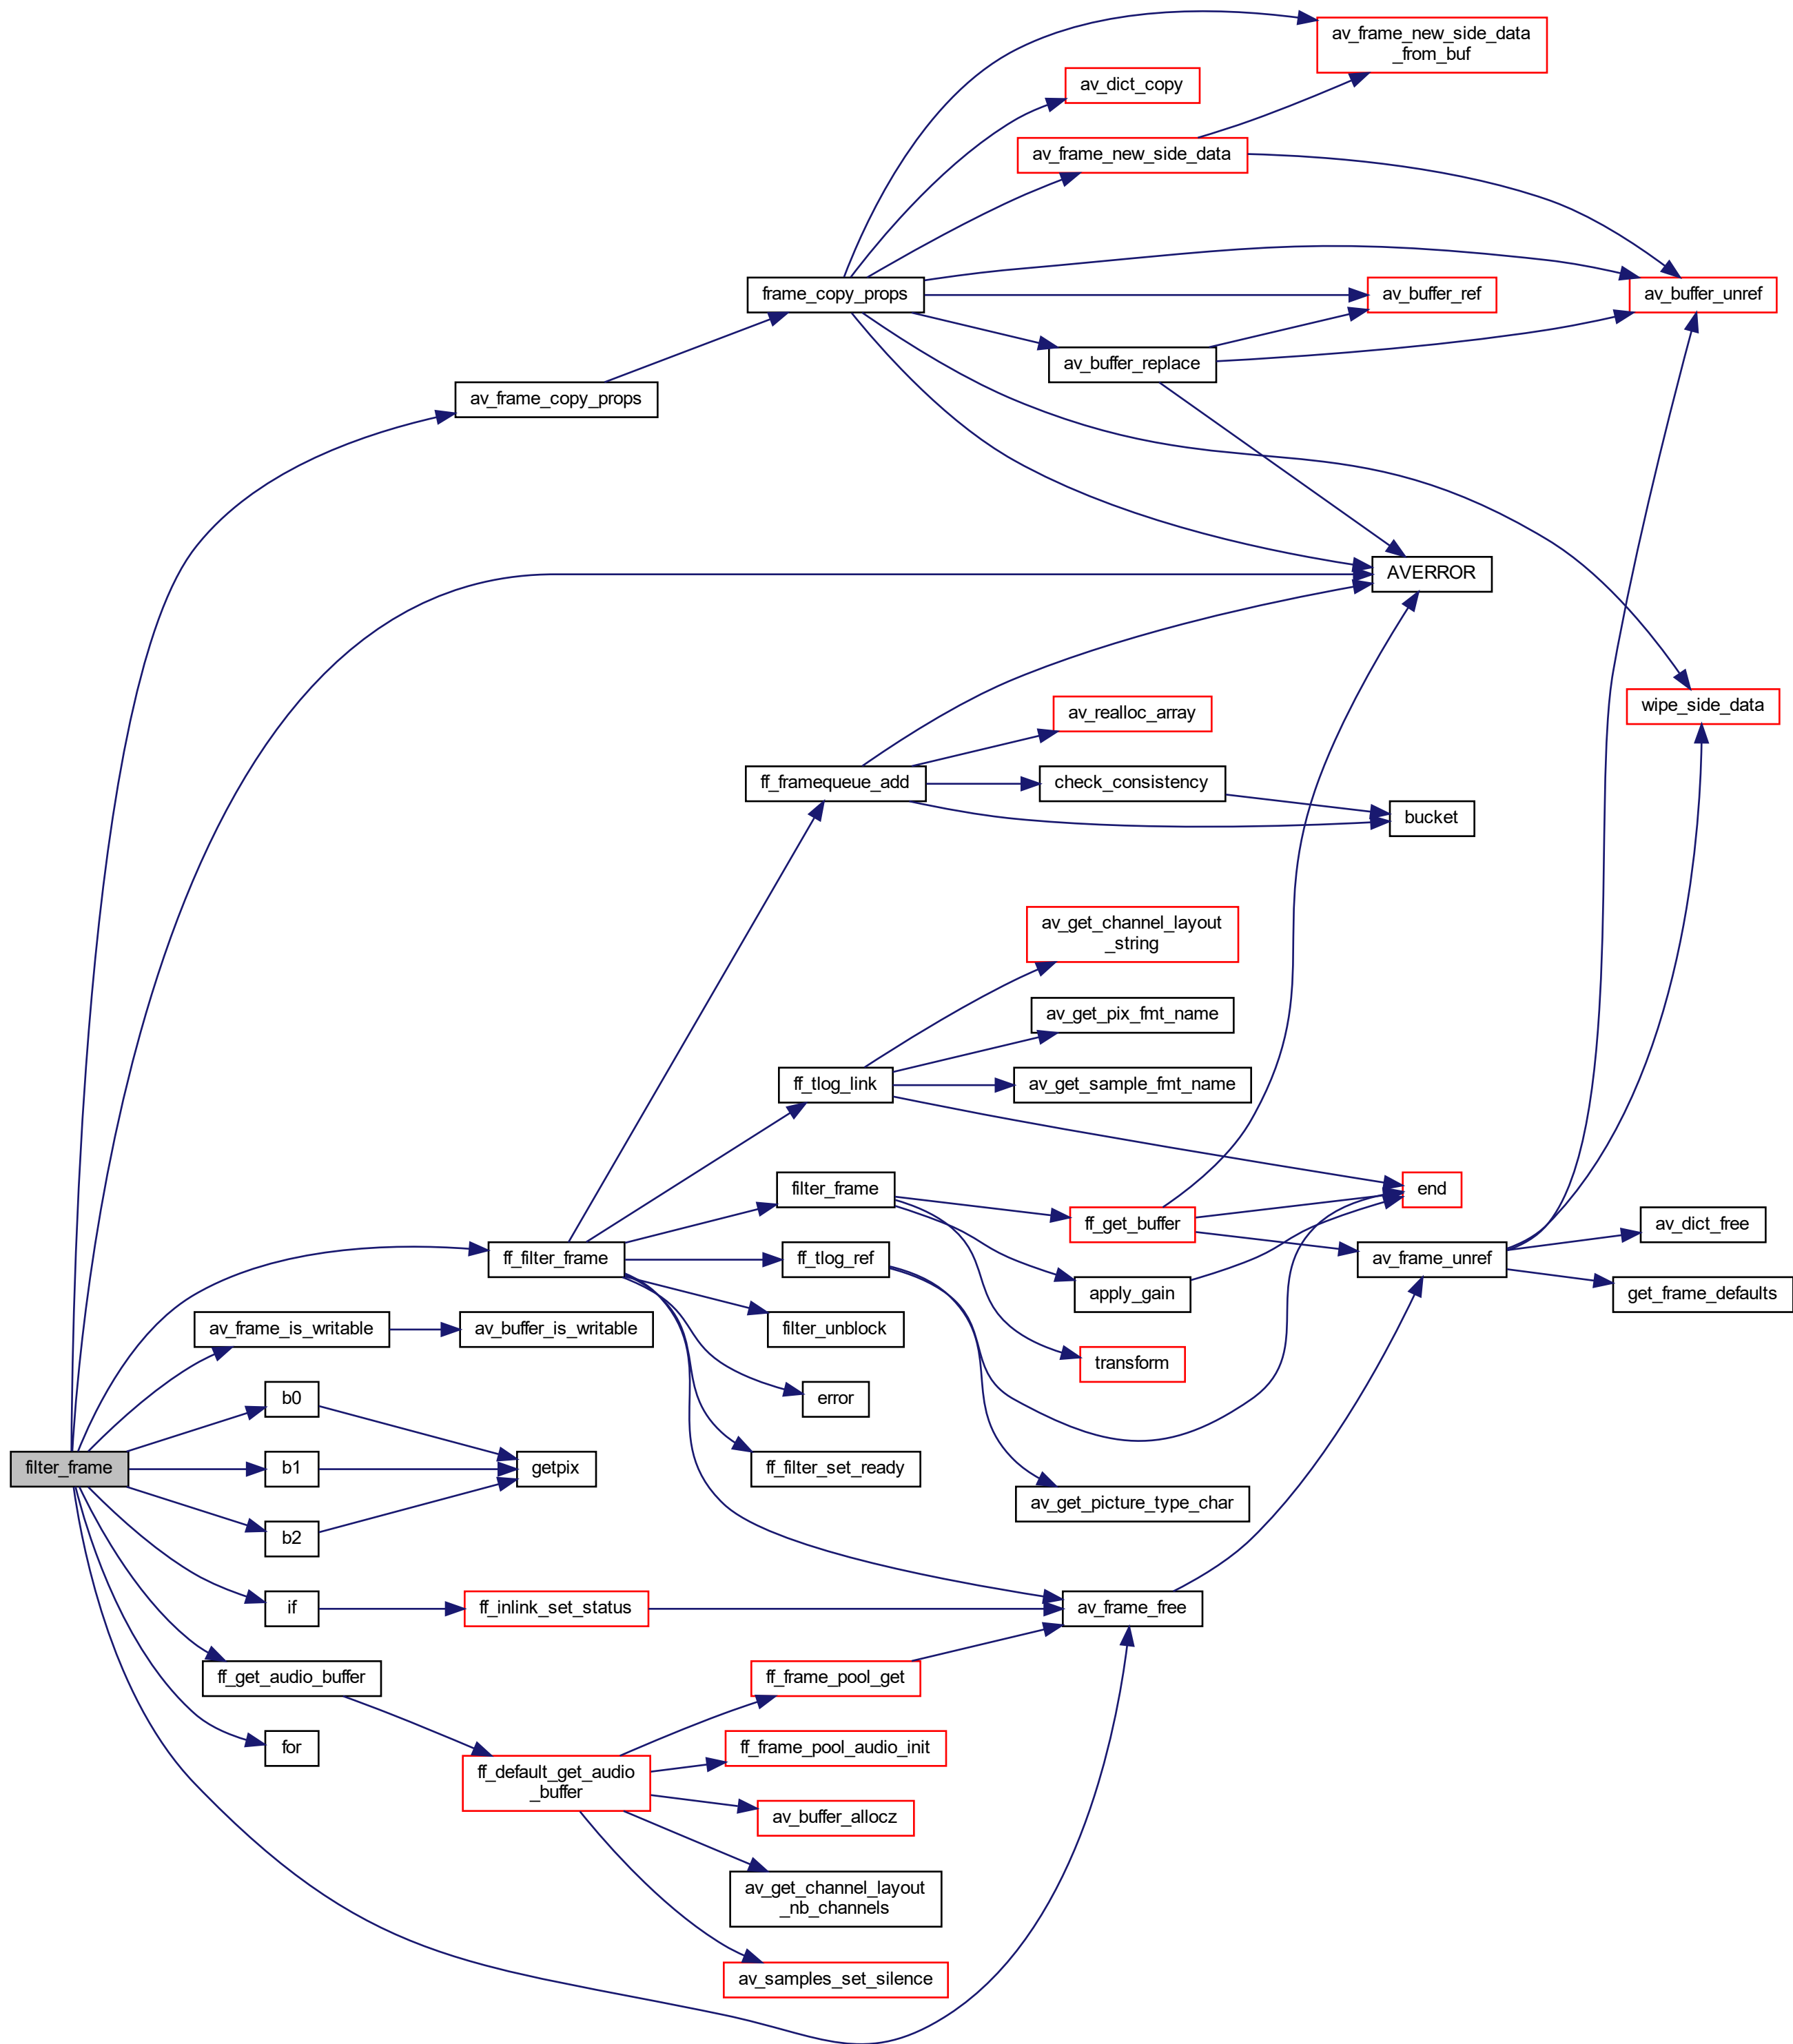 av_frame_new_side_data
_from_buf
av_dict_copy
av_frame_new_side_data
frame_copy_props
av_buffer_ref
av_buffer_unref
av_buffer_replace
av_frame_copy_props
AVERROR
wipe_side_data
av_realloc_array
ff_framequeue_add
check_consistency
bucket
av_get_channel_layout
_string
av_get_pix_fmt_name
ff_tlog_link
av_get_sample_fmt_name
filter_frame
end
ff_get_buffer
av_dict_free
ff_filter_frame
ff_tlog_ref
av_frame_unref
apply_gain
get_frame_defaults
av_frame_is_writable
av_buffer_is_writable
filter_unblock
transform
b0
error
filter_frame
b1
getpix
ff_filter_set_ready
av_get_picture_type_char
b2
if
ff_inlink_set_status
av_frame_free
ff_get_audio_buffer
ff_frame_pool_get
for
ff_frame_pool_audio_init
ff_default_get_audio
_buffer
av_buffer_allocz
av_get_channel_layout
_nb_channels
av_samples_set_silence